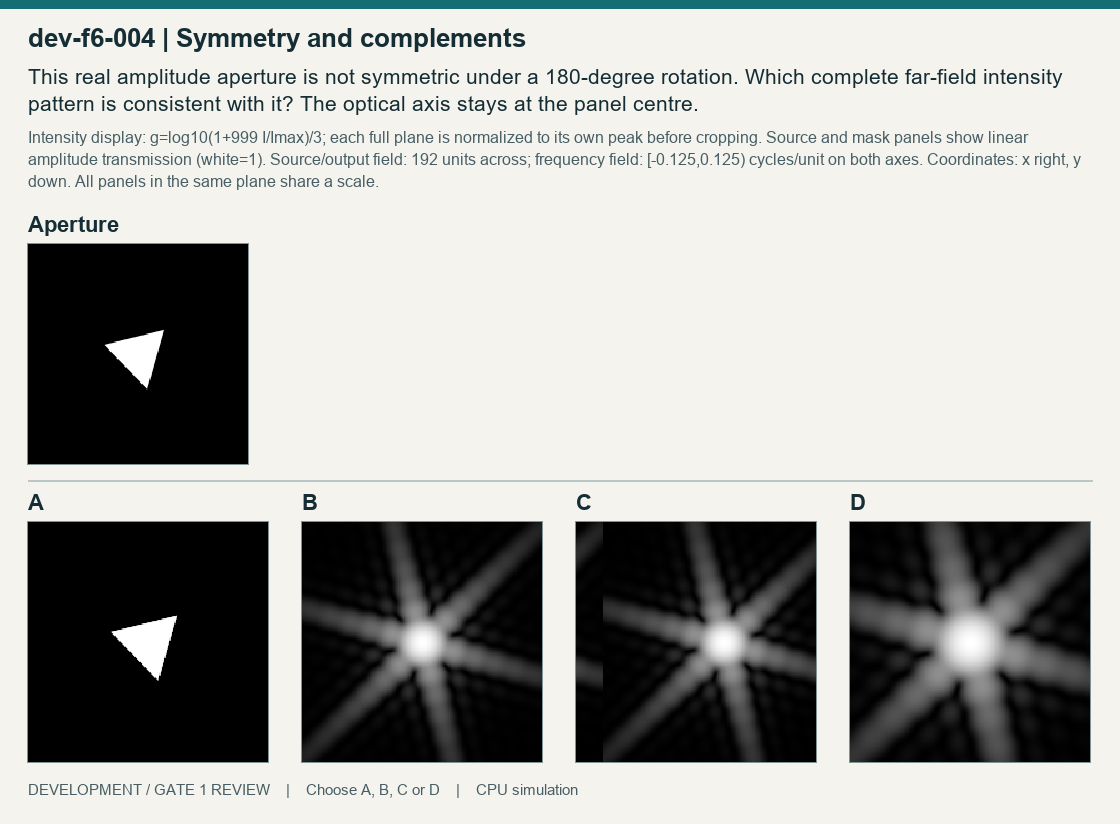 dev-f6-004 | Symmetry and complements
This real amplitude aperture is not symmetric under a 180-degree rotation. Which complete far-field intensity
pattern is consistent with it? The optical axis stays at the panel centre.
Intensity display: g=log10(1+999 I/Imax)/3; each full plane is normalized to its own peak before cropping. Source and mask panels show linear
amplitude transmission (white=1). Source/output field: 192 units across; frequency field: [-0.125,0.125) cycles/unit on both axes. Coordinates: x right, y
down. All panels in the same plane share a scale.
Aperture
A B C D
DEVELOPMENT / GATE 1 REVIEW | Choose A, B, C or D | CPU simulation